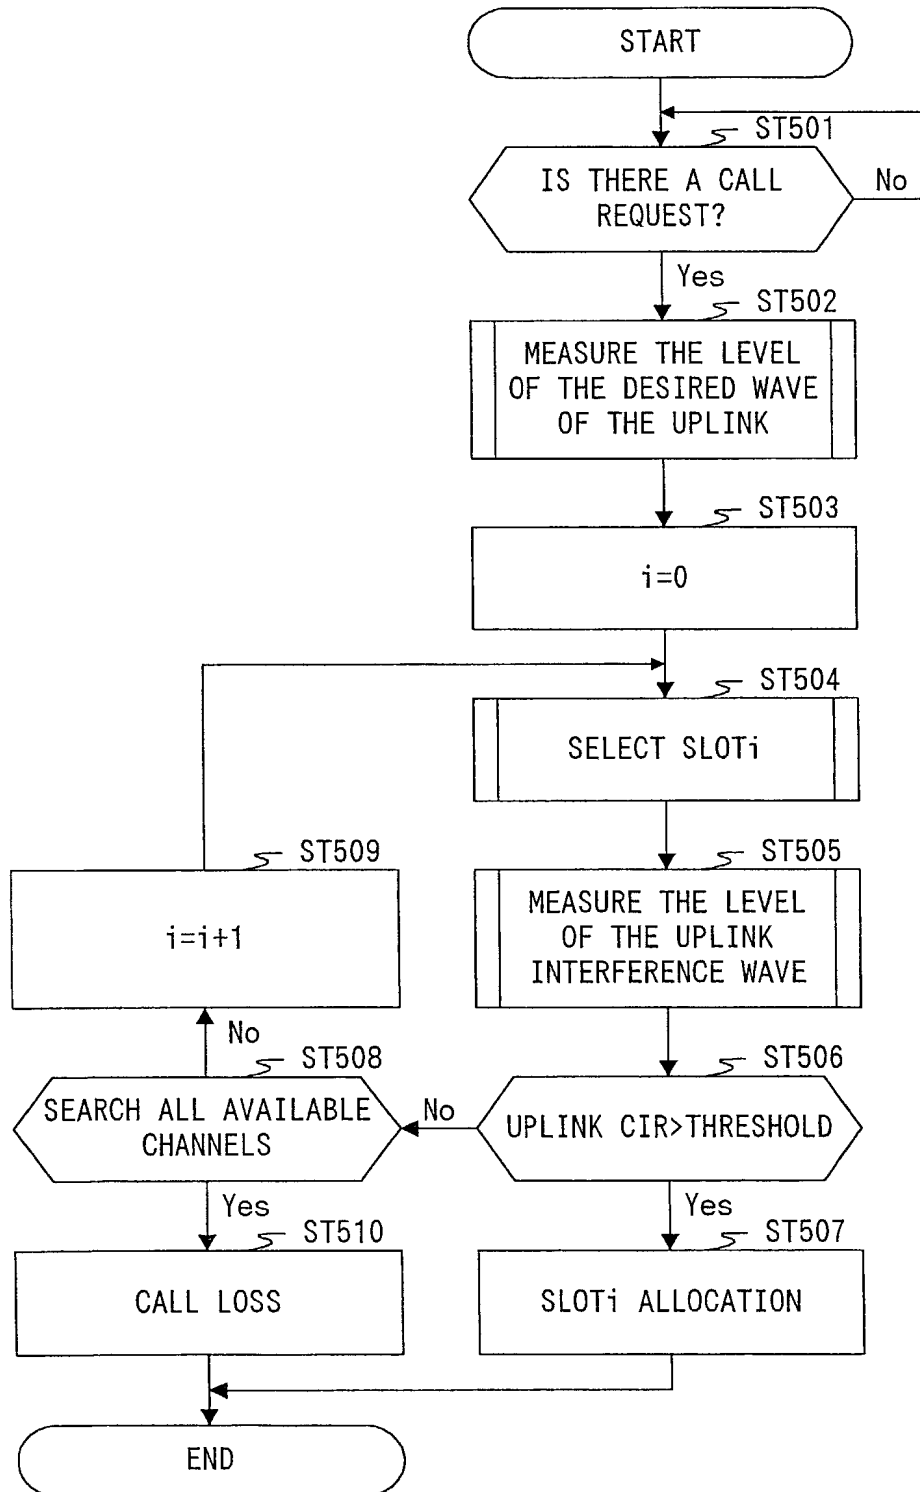 START
ST501
IS THERE A CALL
REQUEST?
No
Yes
ST502
MEASURE THE LEVEL
OF THE DESIRED WAVE
OF THE UPLINK
ST503
i=0
ST504
SELECT SLOTi
ST505
MEASURE THE LEVEL
OF THE UPLINK
INTERFERENCE WAVE
ST509
i=i+1
No
ST506
UPLINK CIR>THRESHOLD
No
ST508
SEARCH ALL AVAILABLE
CHANNELS
Yes
ST507
SLOTi ALLOCATION
Yes
ST510
CALL LOSS
END